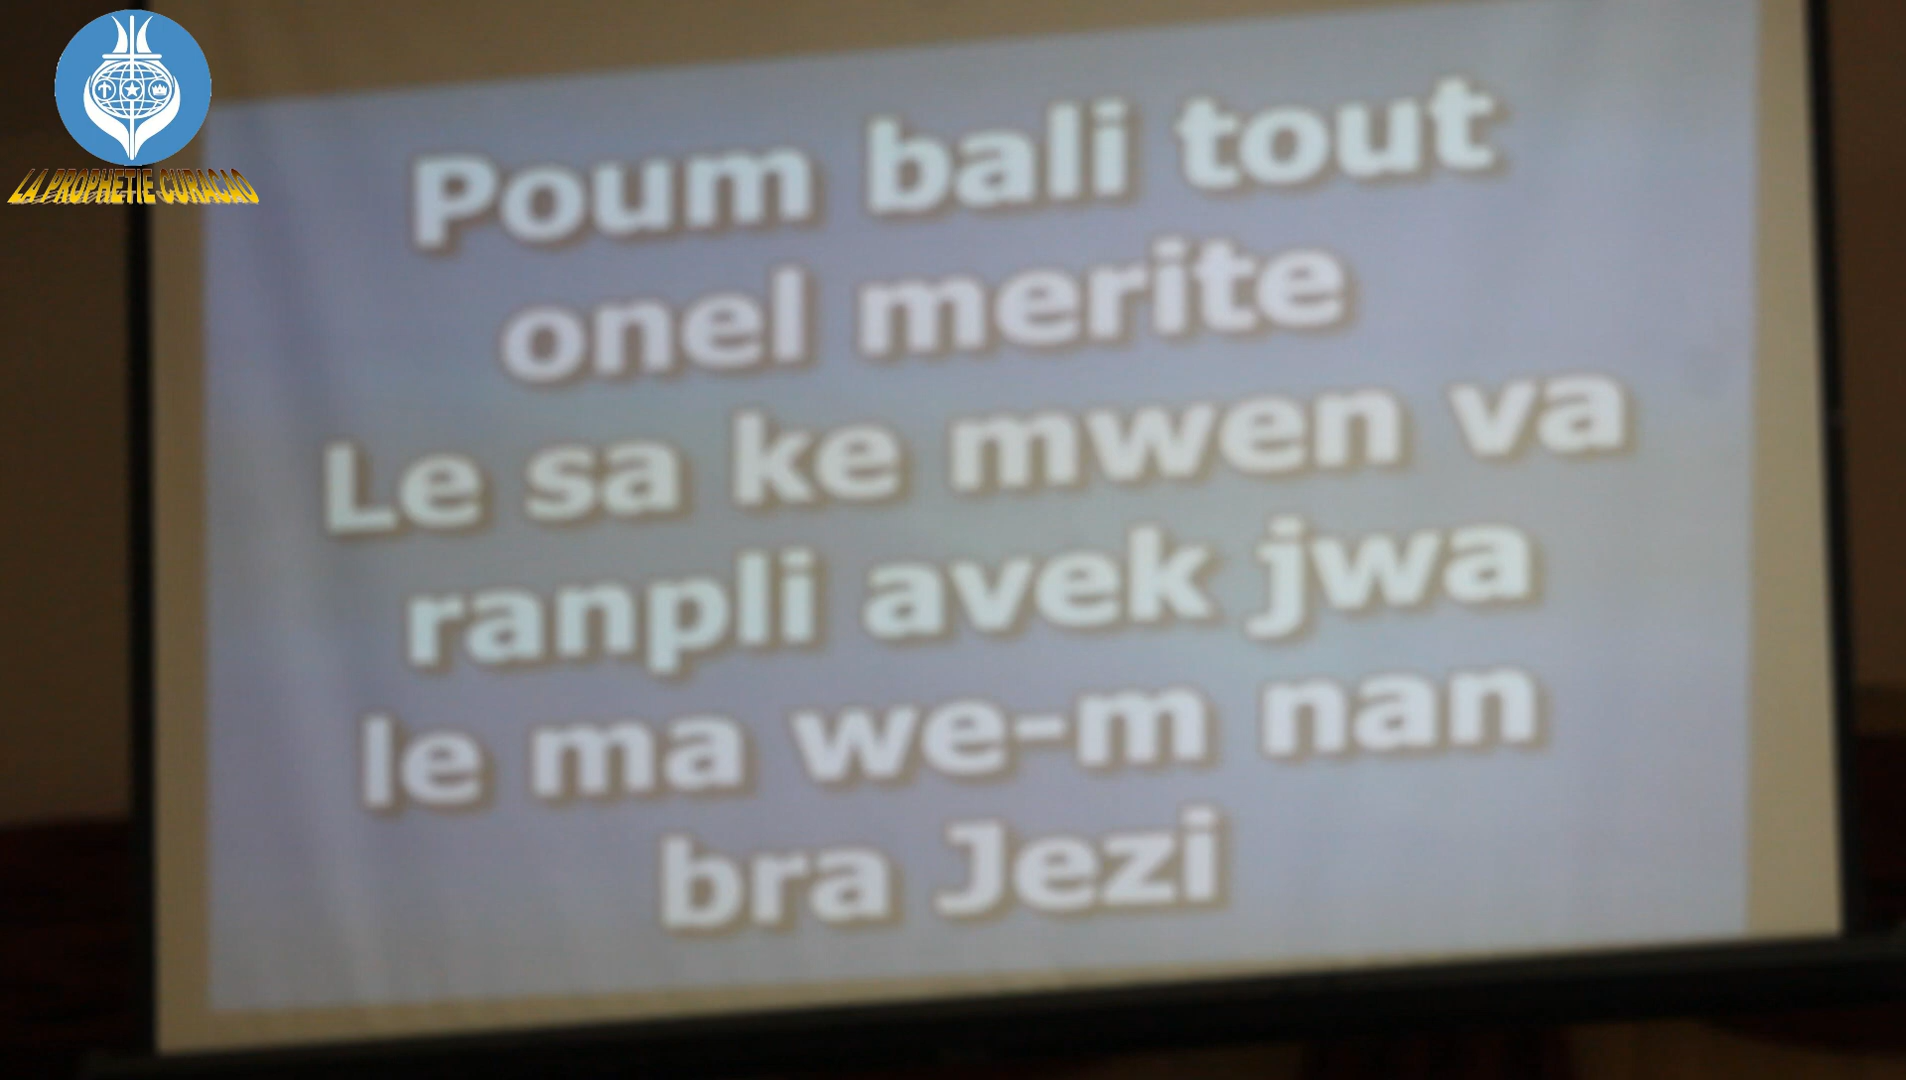 LA PROPHETIE CURACAO
Poum bali tout
onel merite
Le sa ke mwen va
ranpli avek jwa
le ma we-m nan
bra Jezi